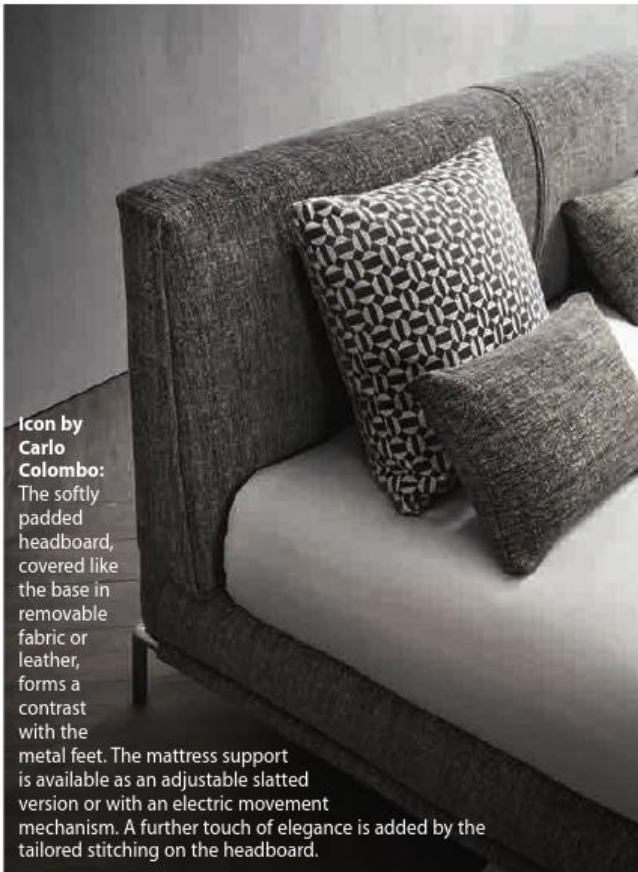 Icon by
Carlo
Colombo:
The softly
padded
headboard,
covered like
the base in
removable
fabric or
leather,
forms a
contrast
with the
metal feet. The mattress support
is available as an adjustable slatted
version or with an electric movement
mechanism. A further touch of elegance is added by the
tailored stitching on the headboard.